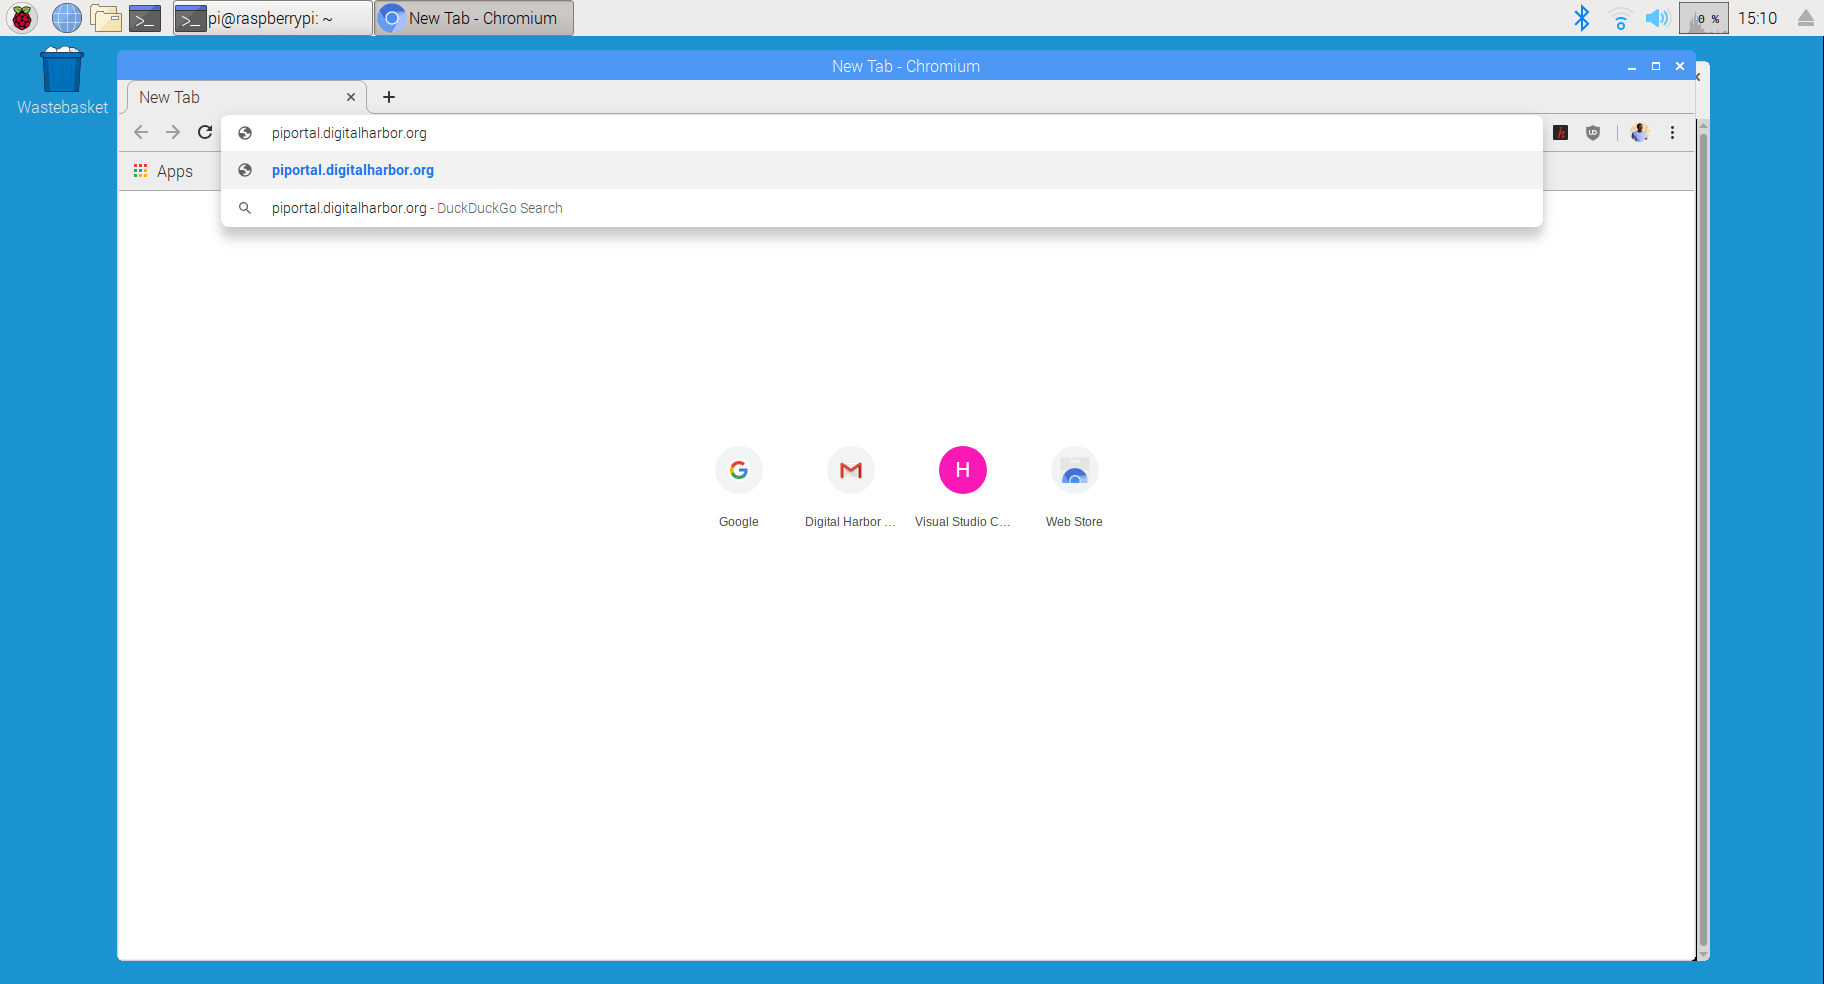 pi@raspberrypi: ~
New Tab - Chromium
0 %
15:10
Wastebasket
New Tab - Chromium
New Tab
piportal.digitalharbor.org
Apps
piportal.digitalharbor.org
piportal.digitalharbor.org - DuckDuckGo Search
H
Google
Digital Harbor ...
Visual Studio C...
Web Store